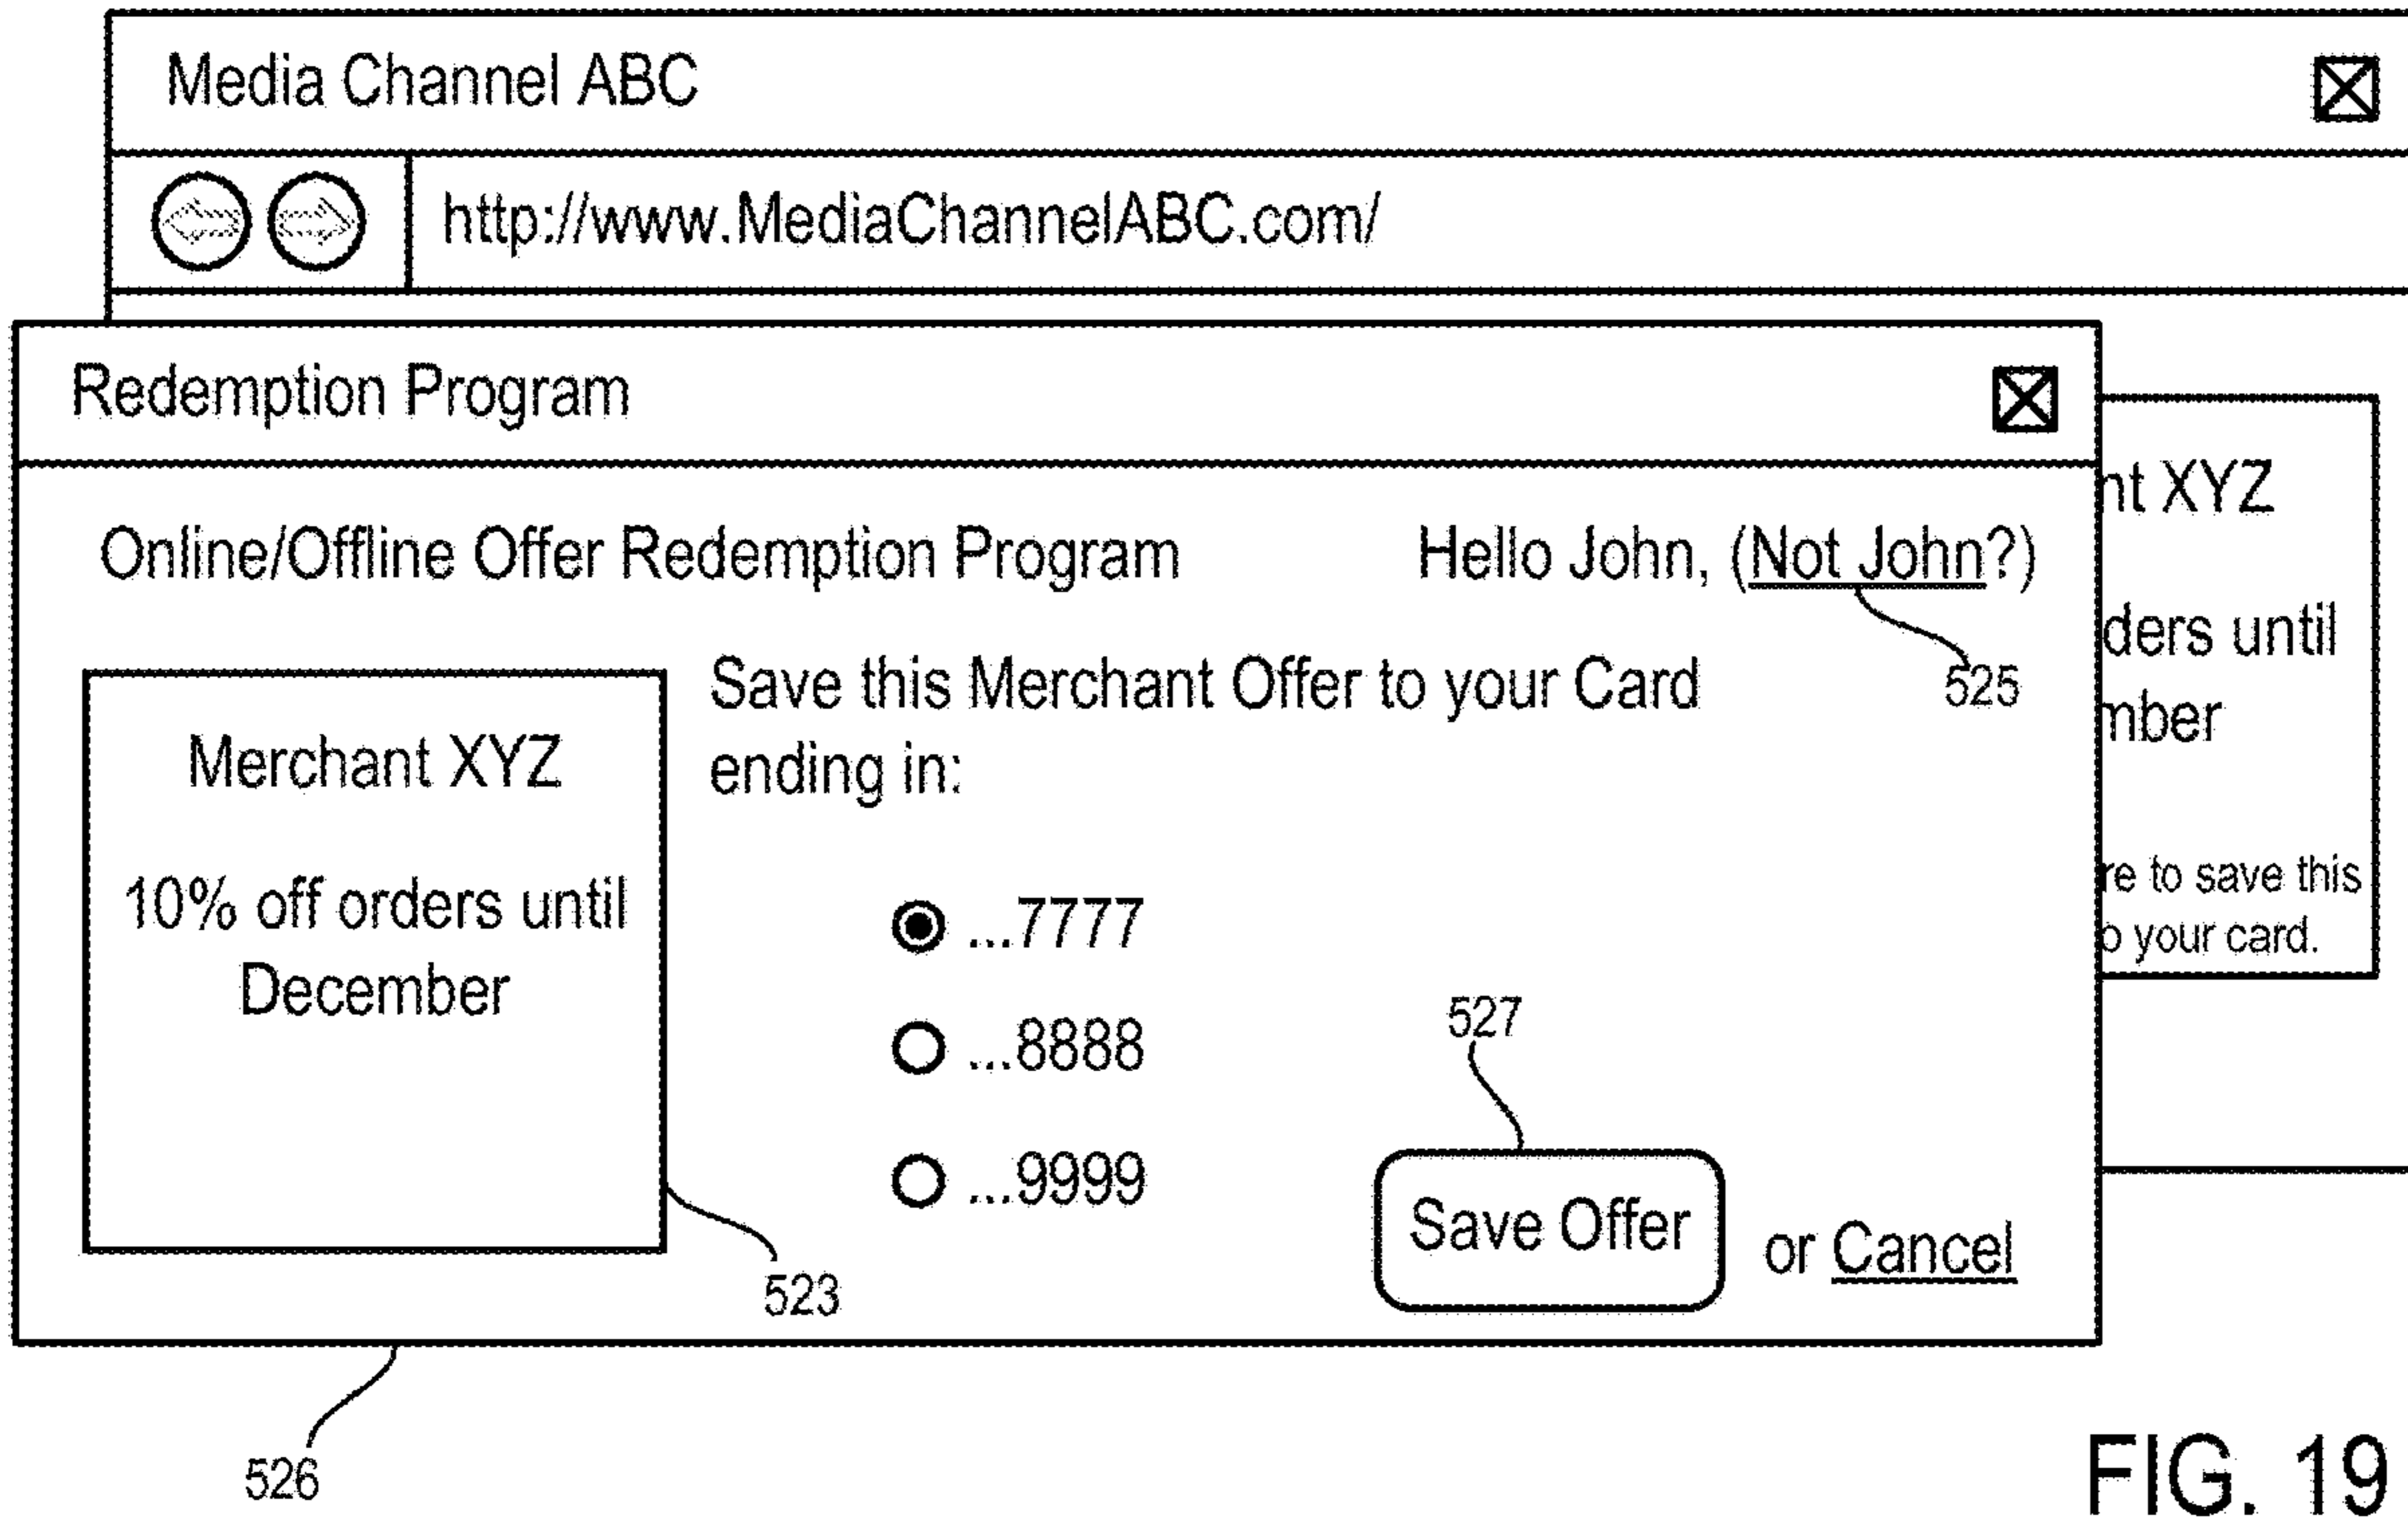 Media Channel ABC
http://www.MediaChannelABC.com/
Redemption Program
Online/Offline Offer Redemption Program
Hello John, (Not John?)
525
Save this Merchant Offer to your Card
ending in:
Merchant XYZ
10% off orders until
December
523
...7777
...8888
...9999
527
Save Offer
or Cancel
nt XYZ
ders until
mber
re to save this
o your card.
526
FIG. 19